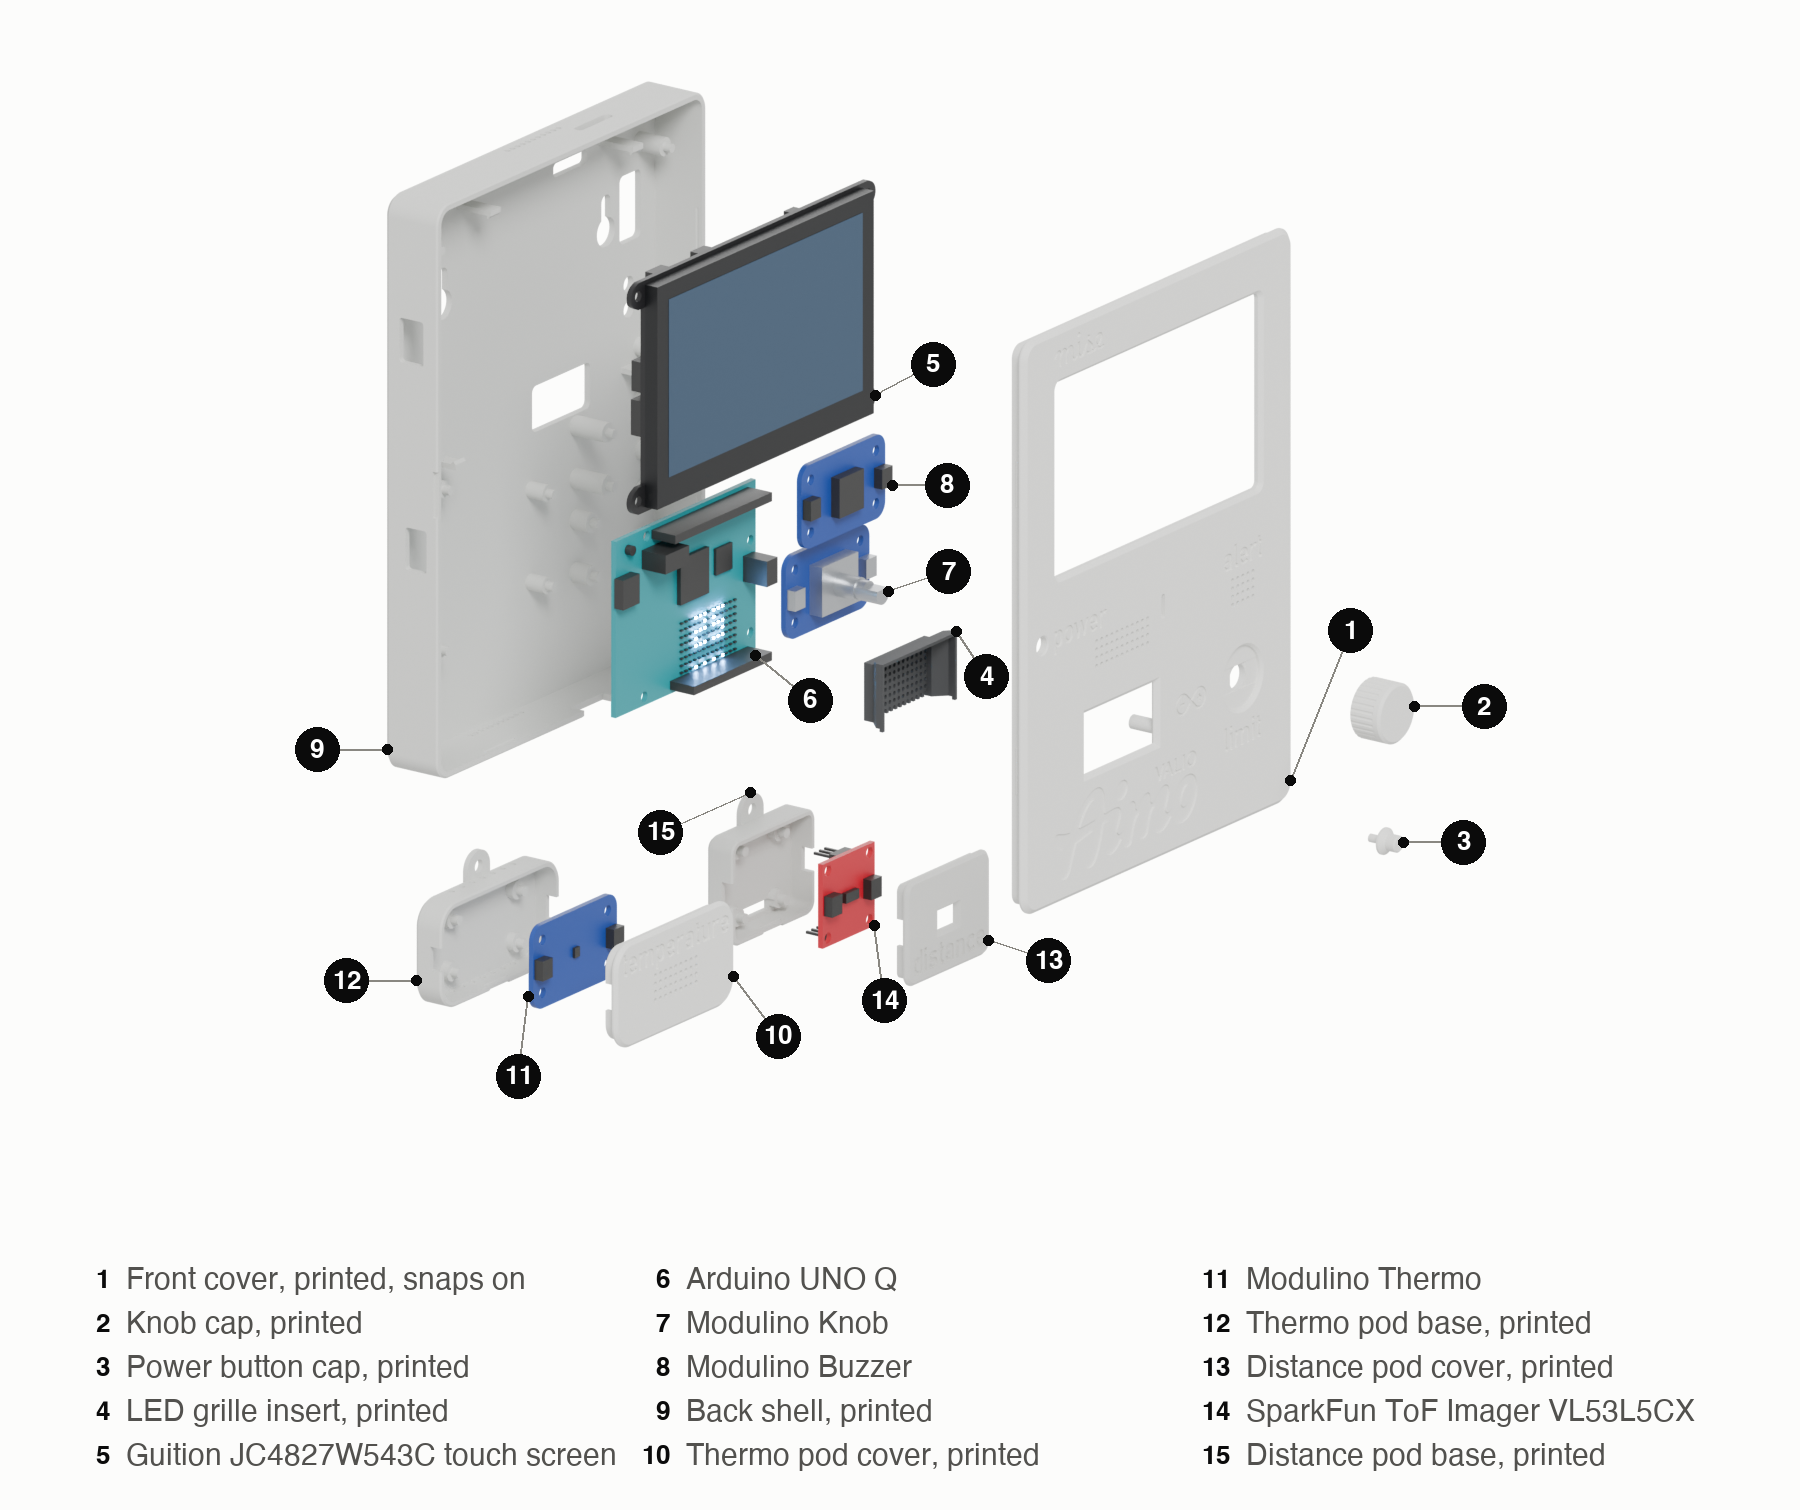 5
8
7
1
4
2
6
9
15
3
13
12
14
10
11
power
alert
limit
distance
1 Front cover, printed, snaps on
2 Knob cap, printed
3 Power button cap, printed
4 LED grille insert, printed
5 Guition JC4827W543C touch screen
6 Arduino UNO Q
7 Modulino Knob
8 Modulino Buzzer
9 Back shell, printed
10 Thermo pod cover, printed
11 Modulino Thermo
12 Thermo pod base, printed
13 Distance pod cover, printed
14 SparkFun ToF Imager VL53L5CX
15 Distance pod base, printed